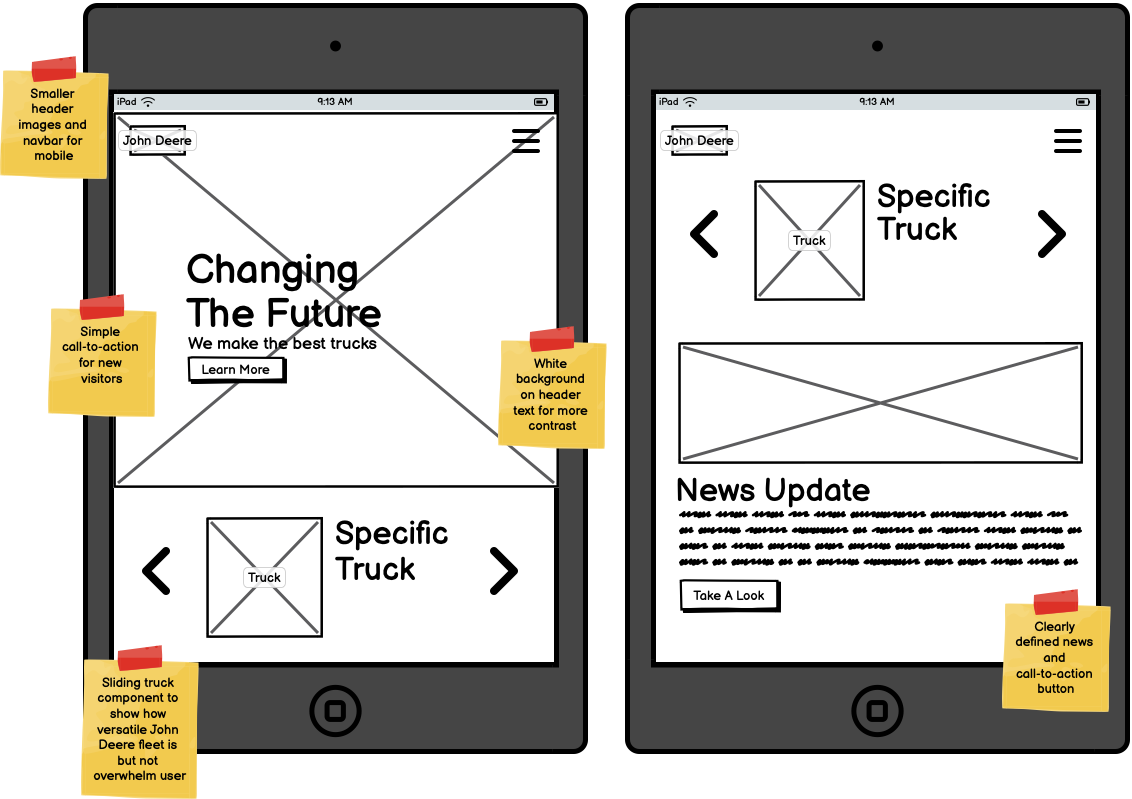 Smaller
header
images and
navbar for
mobile
iPad
9:13 AM
John Deere
Changing
The Future
We make the best trucks
Learn More
Simple
call-to-action
for new
visitors
White
background
on header
text for more
contrast
Truck
Specific
Truck
Sliding truck
component to
show how
versatile John
Deere fleet is
but not
overwhelm user
iPad
9:13 AM
John Deere
Truck
Specific
Truck
News Update
Take A Look
Clearly
defined news
and
call-to-action
button